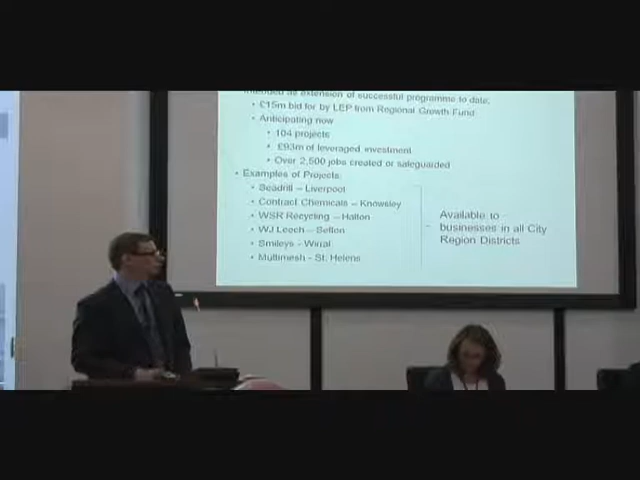 Intended as extension of successful programme to date.
• £15m bid for by LEP from Regional Growth Fund
• Anticipating now
• 104 projects
• £93m of leveraged investment
• Over 2,500 jobs created or safeguarded
• Examples of Projects:
• Seadrill – Liverpool
• Contract Chemicals – Knowsley
• WSR Recycling – Halton
• WJ Leech – Sefton
• Smileys – Wirral
• Multimesh – St. Helens
Available to
businesses in all City
Region Districts